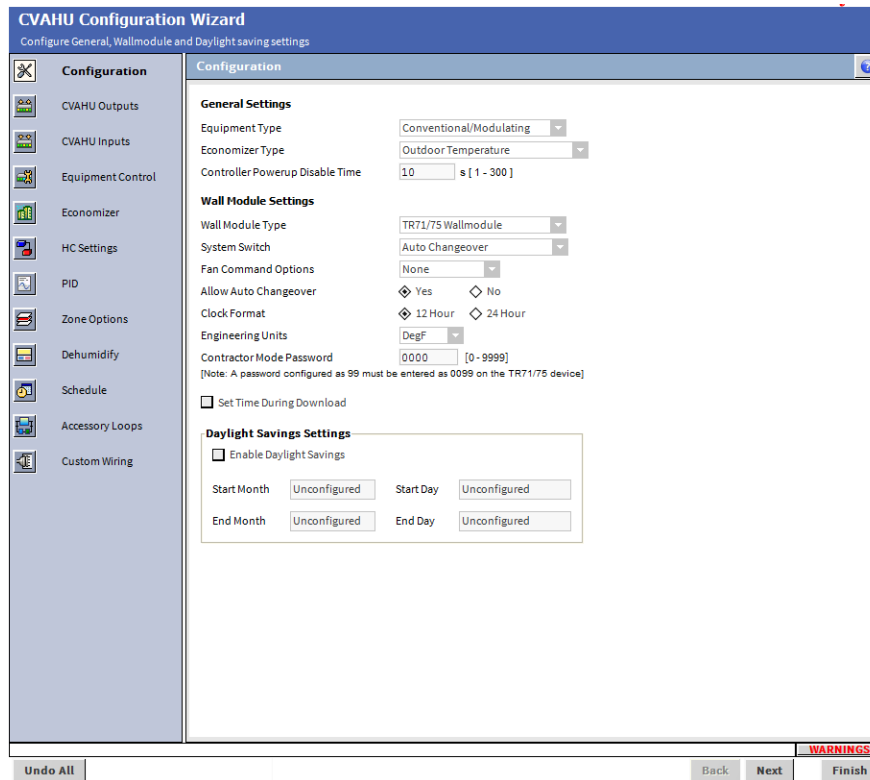 CVAHU Configuration Wizard
Configure General, Wallmodule and Daylight saving settings
Configuration
CVAHU Outputs
CVAHU Inputs
Equipment Control
Economizer
HC Settings
PID
Zone Options
Dehumidify
Schedule
Accessory Loops
Custom Wiring
Configuration
General Settings
Equipment Type Conventional/Modulating
Economizer Type Outdoor Temperature
Controller Powerup Disable Time 10 s [ 1 - 300 ]
Wall Module Settings
Wall Module Type TR71/75 Wallmodule
System Switch Auto Changeover
Fan Command Options None
Allow Auto Changeover Yes No
Clock Format 12 Hour 24 Hour
Engineering Units DegF
Contractor Mode Password 0000 [0 - 9999]
[Note: A password configured as 99 must be entered as 0099 on the TR71/75 device]
Set Time During Download
Daylight Savings Settings
Enable Daylight Savings
Start Month Unconfigured Start Day Unconfigured
End Month Unconfigured End Day Unconfigured
WARNINGS
Undo All Back Next Finish